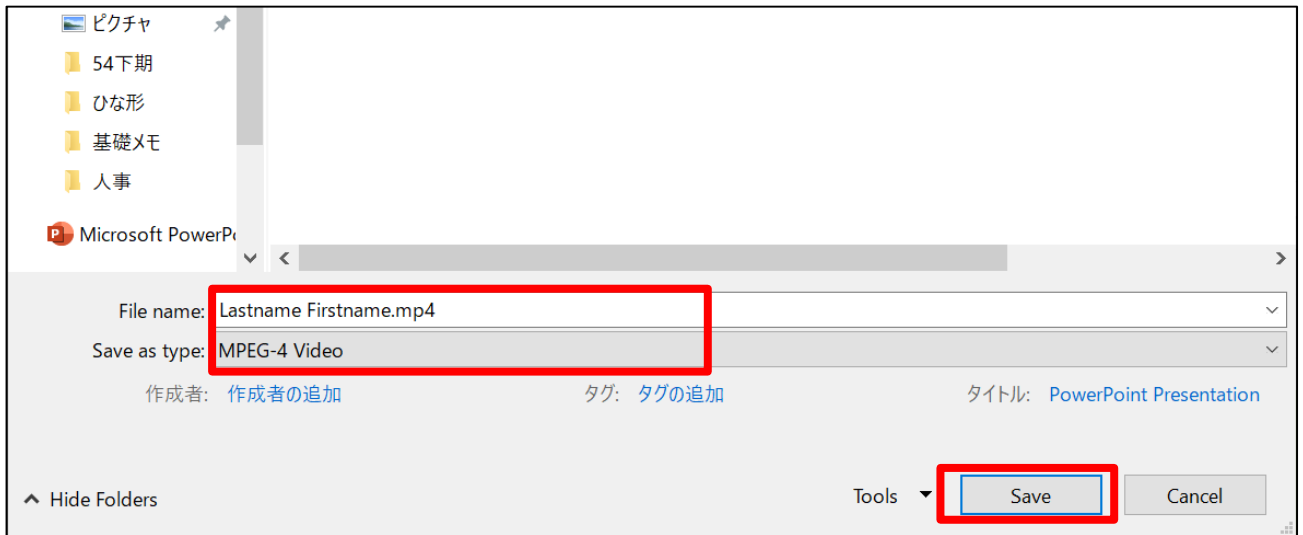 ピクチャ
54下期
ひな形
基礎メモ
人事
Microsoft PowerP
File name: Lastname Firstname.mp4
Save as type: MPEG-4 Video
作成者: 作成者の追加 タグ: タグの追加 タイトル: PowerPoint Presentation
Hide Folders Tools Save Cancel